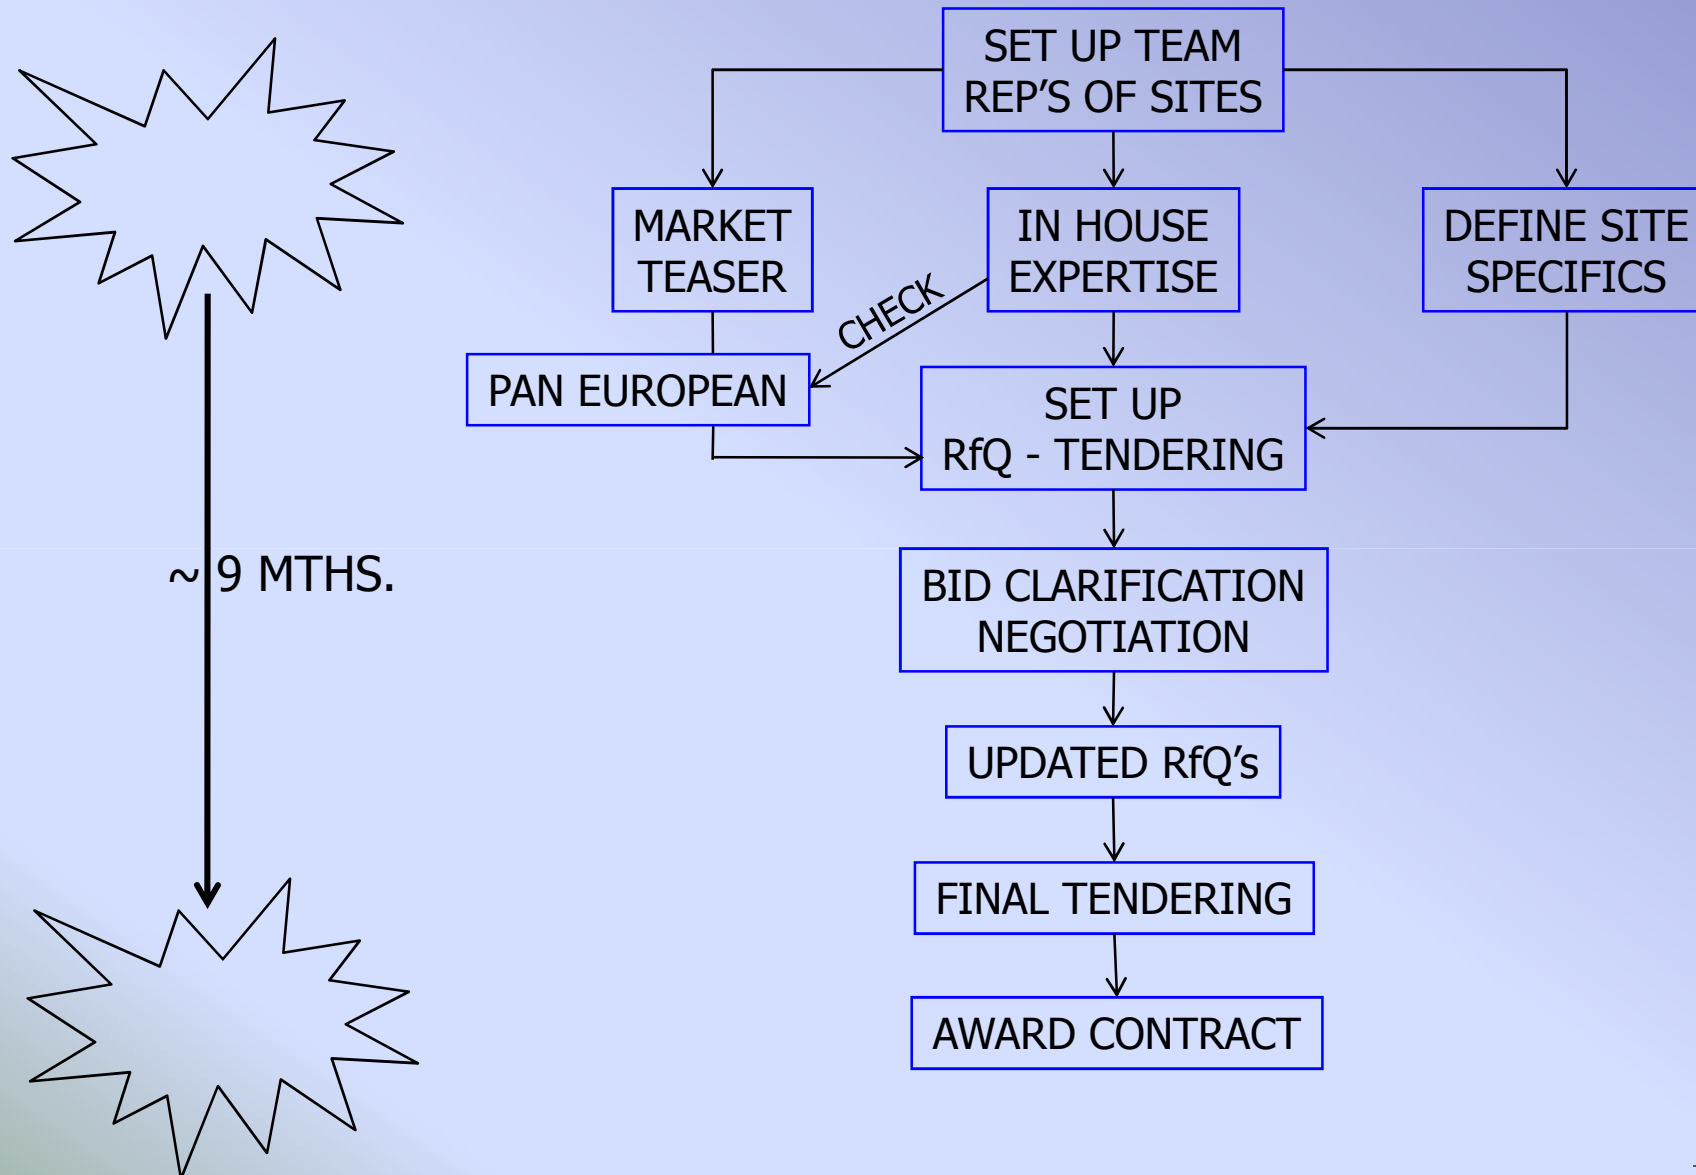 SET UP TEAM
REP’S OF SITES
MARKET
TEASER
IN HOUSE
EXPERTISE
DEFINE SITE
SPECIFICS
CHECK
PAN EUROPEAN
SET UP
RfQ - TENDERING
~ 9 MTHS.
BID CLARIFICATION
NEGOTIATION
UPDATED RfQ’s
FINAL TENDERING
AWARD CONTRACT